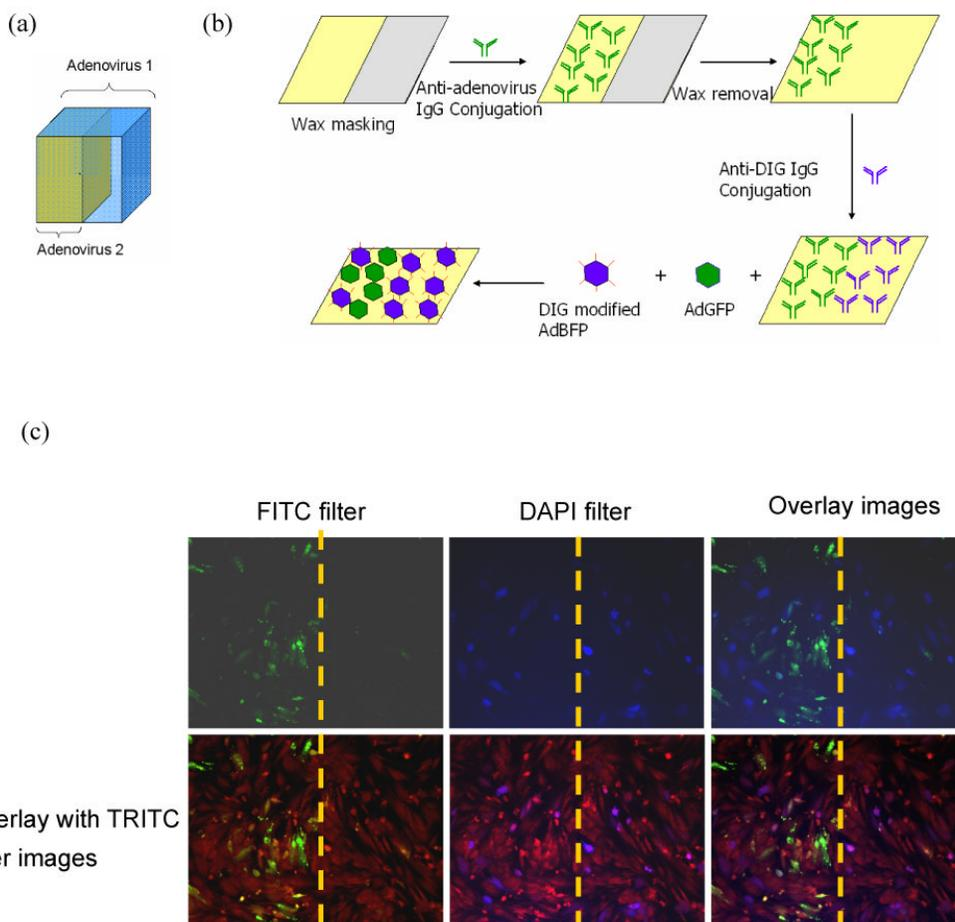 (a)
Adenovirus 1
Adenovirus 2
(b)
Wax masking
Anti-adenovirus
IgG Conjugation
Wax removal
Anti-DIG IgG
Conjugation
DIG modified
AdBFP
+
AdGFP
+
(c)
FITC filter
DAPI filter
Overlay images
erlay with TRITC
er images